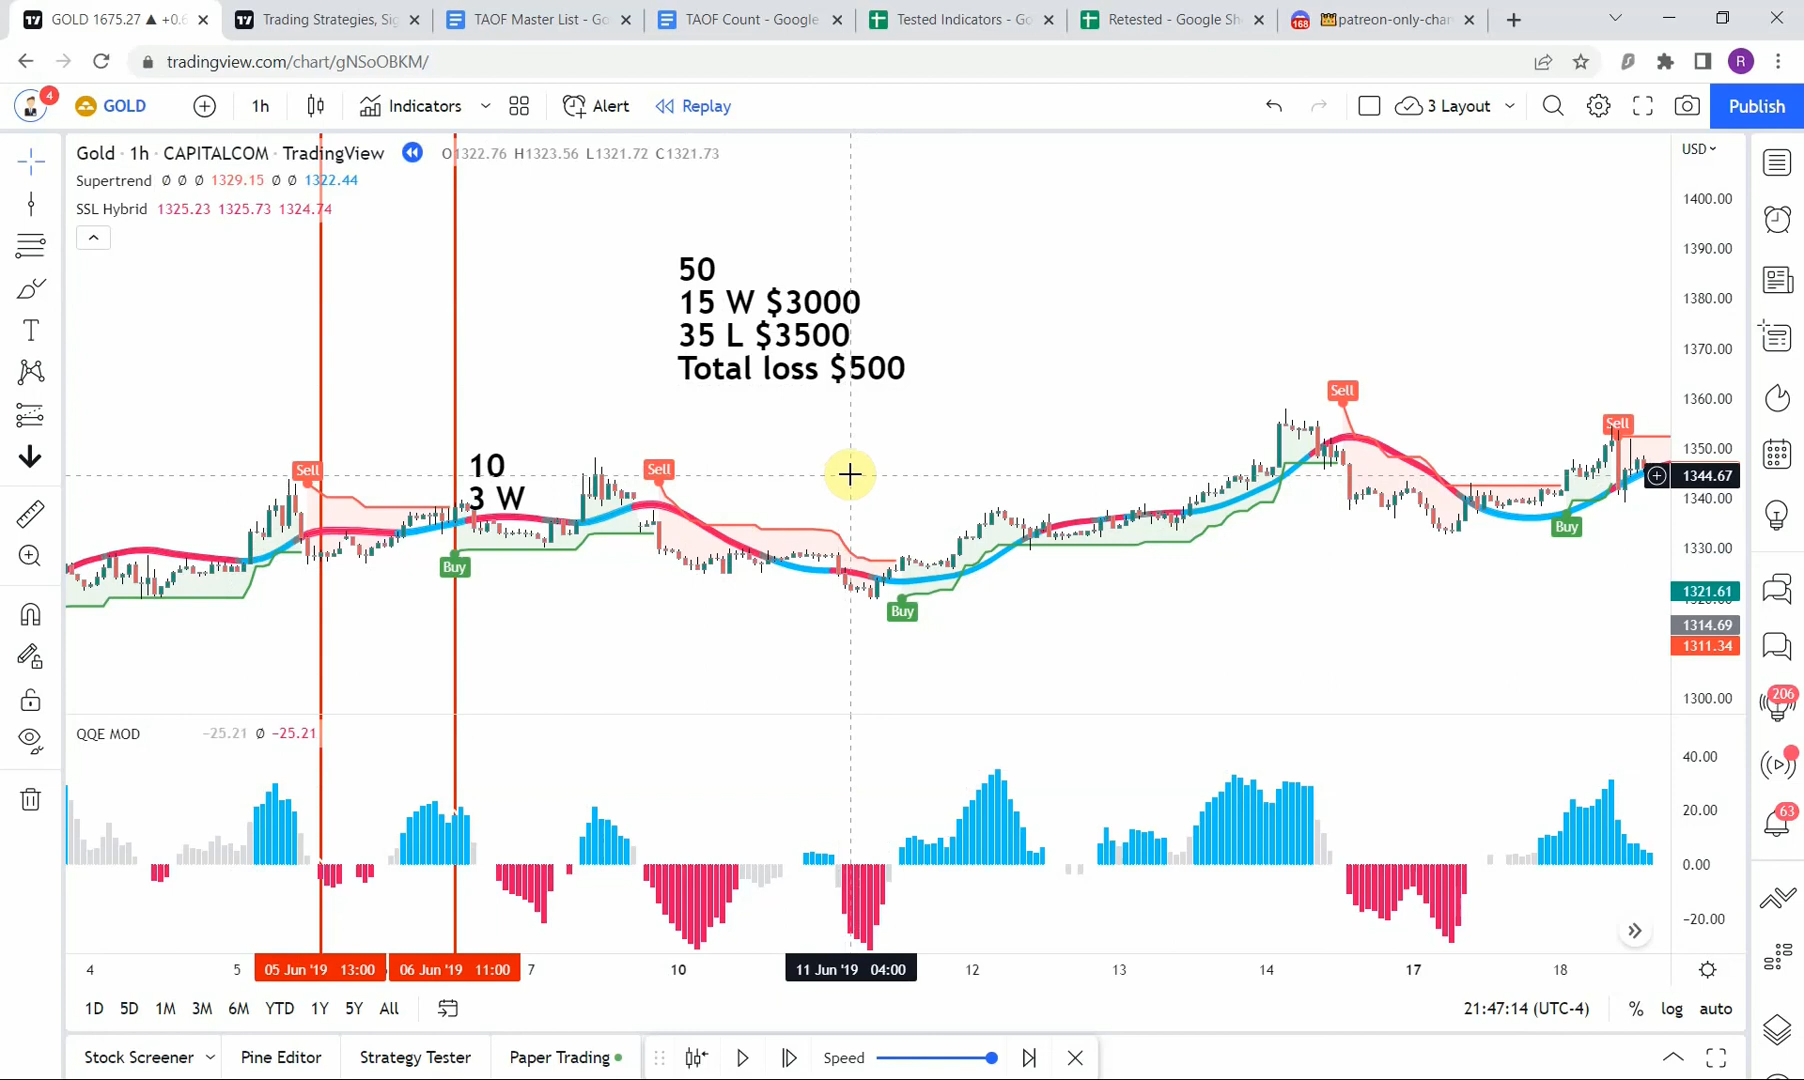 GOLD 1675.27 ▲ +0.6
Trading Strategies, Sig
TAOF Master List - Go
TAOF Count - Google
Tested Indicators - Go
Retested - Google Sh
168
patreon-only-chan
tradingview.com/chart/gNSoOBKM/
R
4
GOLD
1h
Indicators
Alert
Replay
3 Layout
Publish
Gold · 1h · CAPITALCOM · TradingView
O1322.76 H1323.56 L1321.72 C1321.73
USD
Supertrend Ø Ø Ø 1329.15 Ø Ø 1322.44
SSL Hybrid 1325.23 1325.73 1324.74
1400.00
1390.00
1380.00
1370.00
1360.00
1350.00
1344.67
1340.00
1330.00
1321.61
1314.69
1311.34
1300.00
50
15 W $3000
35 L $3500
Total loss $500
10
3 W
Sell
Sell
Sell
Sell
Buy
Buy
Buy
QQE MOD −25.21 Ø −25.21
40.00
20.00
0.00
−20.00
4
5
05 Jun '19 13:00
06 Jun '19 11:00
7
10
11 Jun '19 04:00
12
13
14
17
18
1D 5D 1M 3M 6M YTD 1Y 5Y All
21:47:14 (UTC-4)
% log auto
Stock Screener
Pine Editor
Strategy Tester
Paper Trading
Speed
206
63